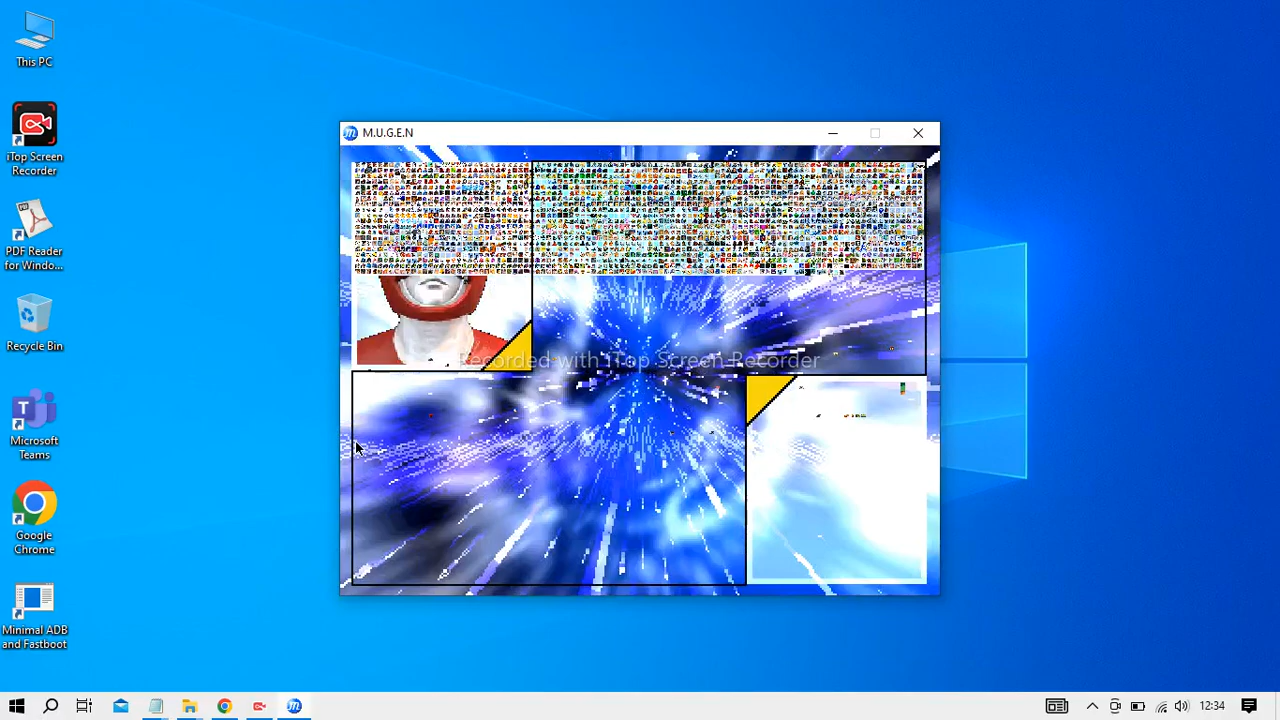 This PC
iTop Screen
Recorder
PDF
PDF Reader
for Windo...
Recycle Bin
T
Microsoft
Teams
Google
Chrome
Minimal ADB
and Fastboot
m M.U.G.E.N
Recorded with iTop Screen Recorder
m
12:34